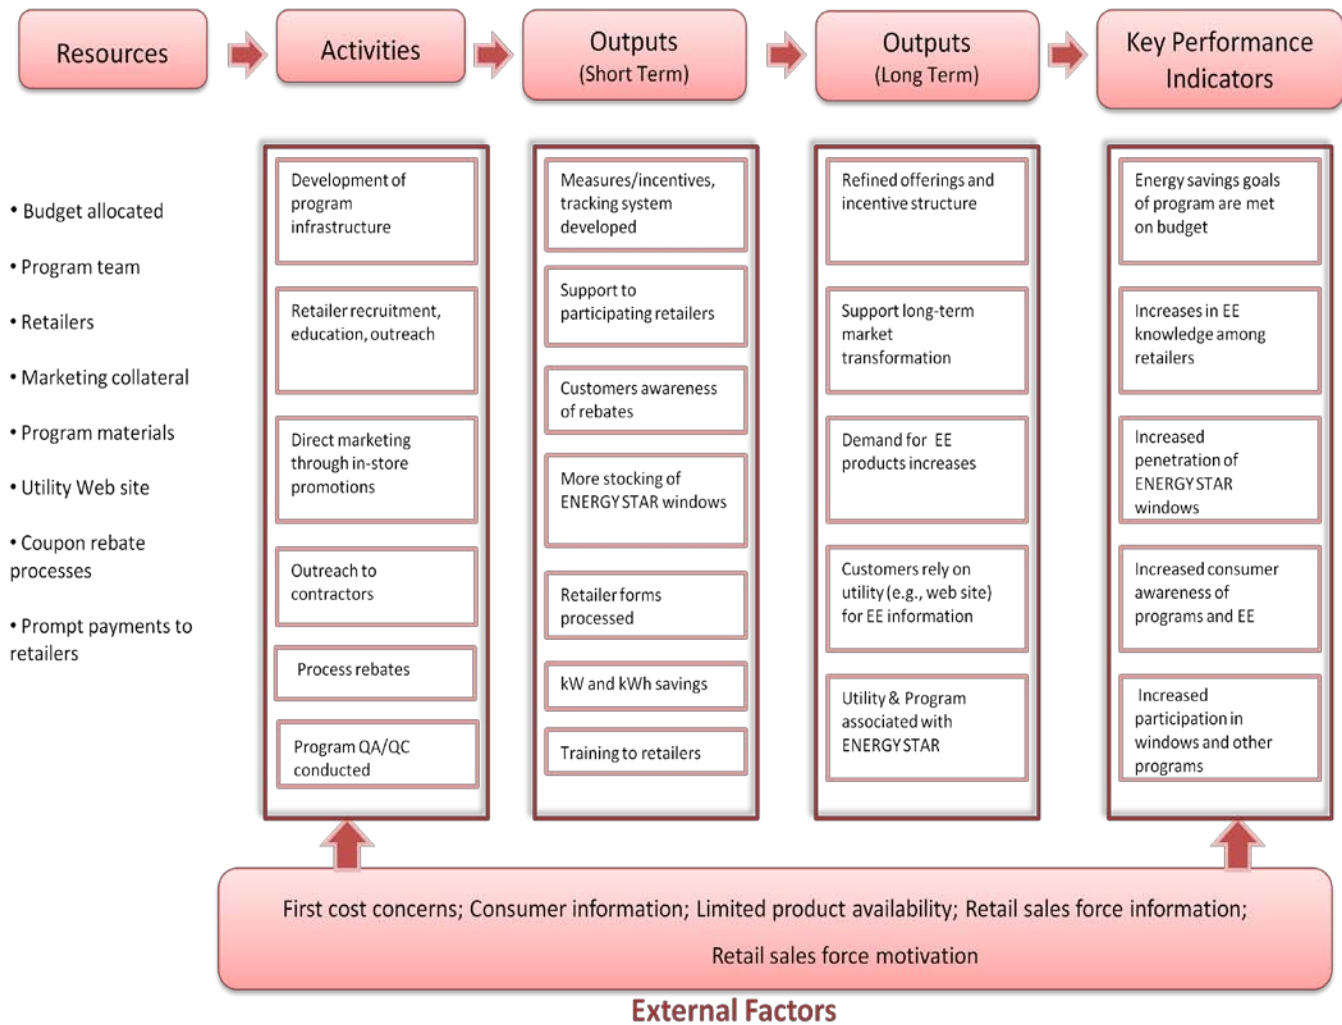 Resources
Activities
Outputs
(Short Term)
Outputs
(Long Term)
Key Performance
Indicators
• Budget allocated
• Program team
• Retailers
• Marketing collateral
• Program materials
• Utility Web site
• Coupon rebate
processes
• Prompt payments to
retailers
Development of
program
infrastructure
Retailer recruitment,
education, outreach
Direct marketing
through in-store
promotions
Outreach to
contractors
Process rebates
Program QA/QC
conducted
Measures/incentives,
tracking system
developed
Support to
participating retailers
Customers awareness
of rebates
More stocking of
ENERGY STAR windows
Retailer forms
processed
kW and kWh savings
Training to retailers
Refined offerings and
incentive structure
Support long-term
market
transformation
Demand for EE
products increases
Customers rely on
utility (e.g., web site)
for EE information
Utility & Program
associated with
ENERGY STAR
Energy savings goals
of program are met
on budget
Increases in EE
knowledge among
retailers
Increased
penetration of
ENERGY STAR
windows
Increased consumer
awareness of
programs and EE
Increased
participation in
windows and other
programs
First cost concerns; Consumer information; Limited product availability; Retail sales force information;
Retail sales force motivation
External Factors